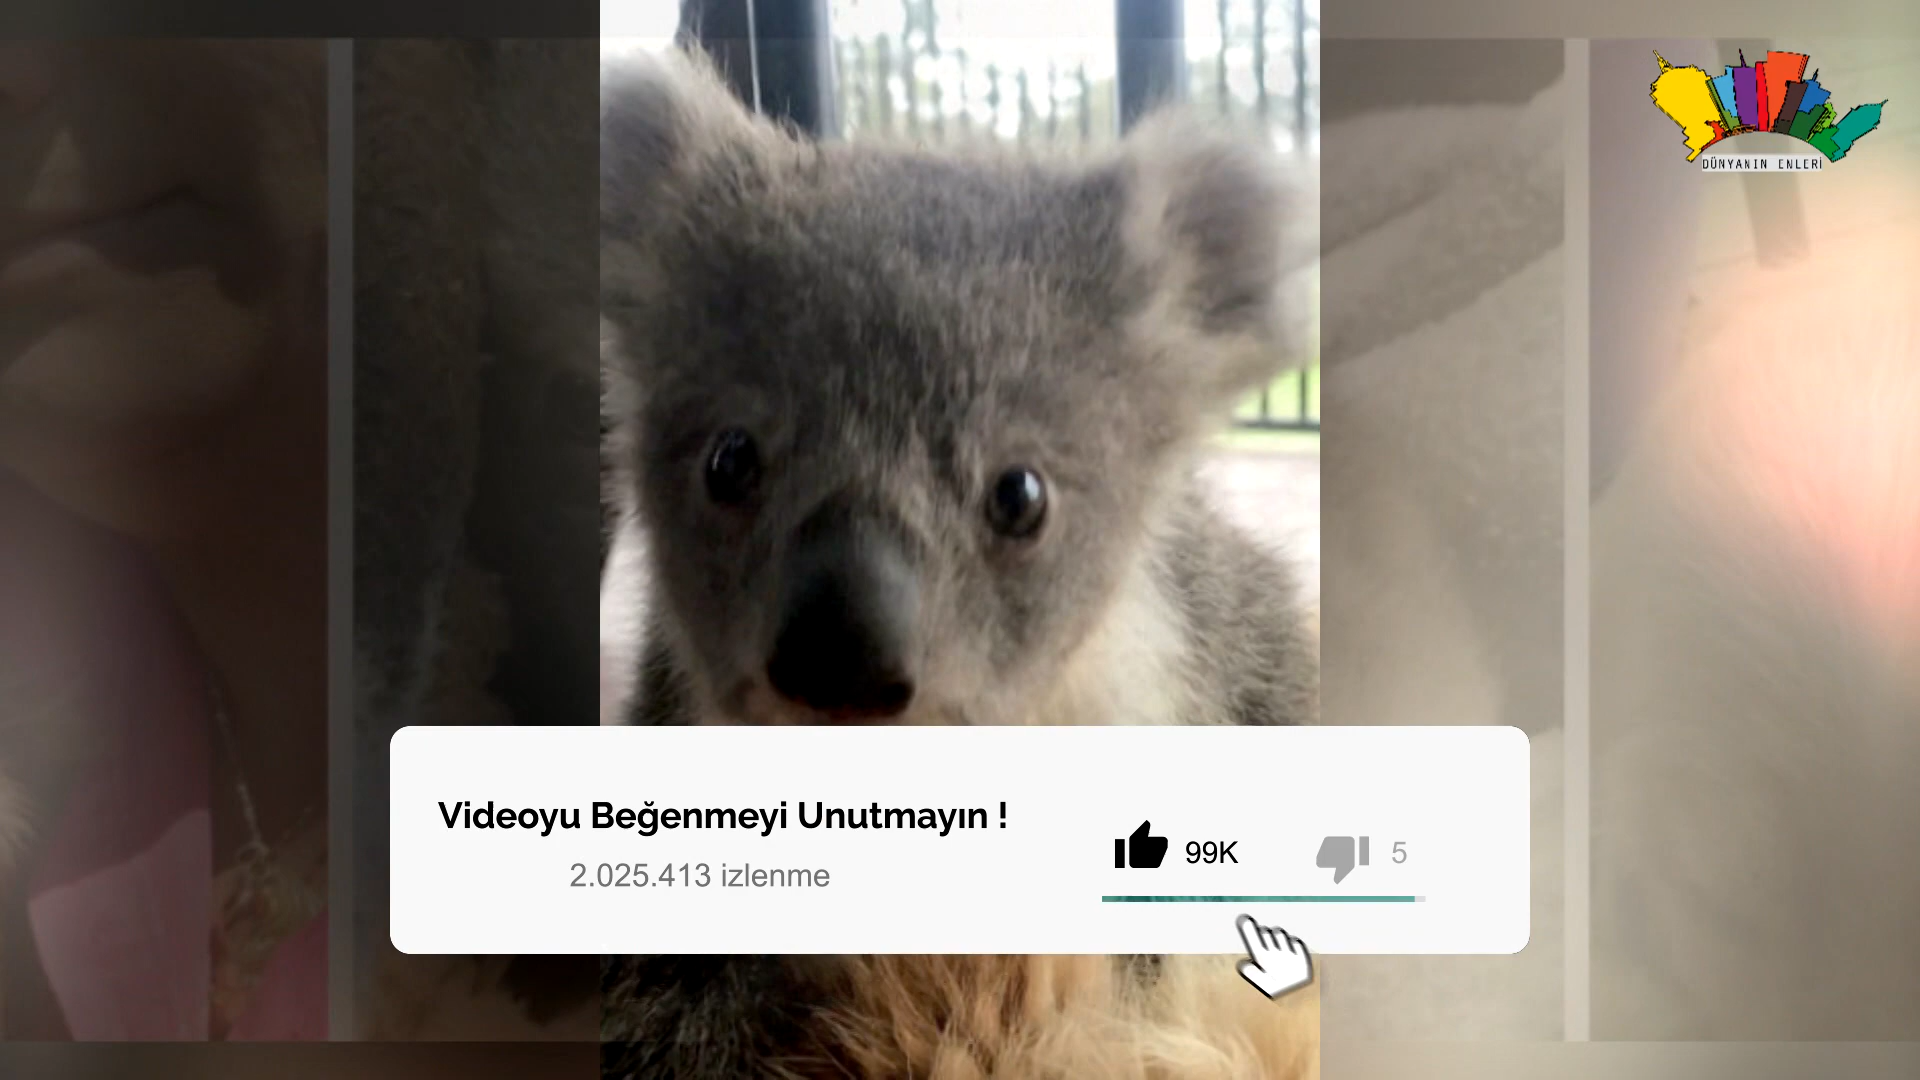 DÜNYANIN ENLERİ
Videoyu Beğenmeyi Unutmayın !
2.025.413 izlenme
99K
5